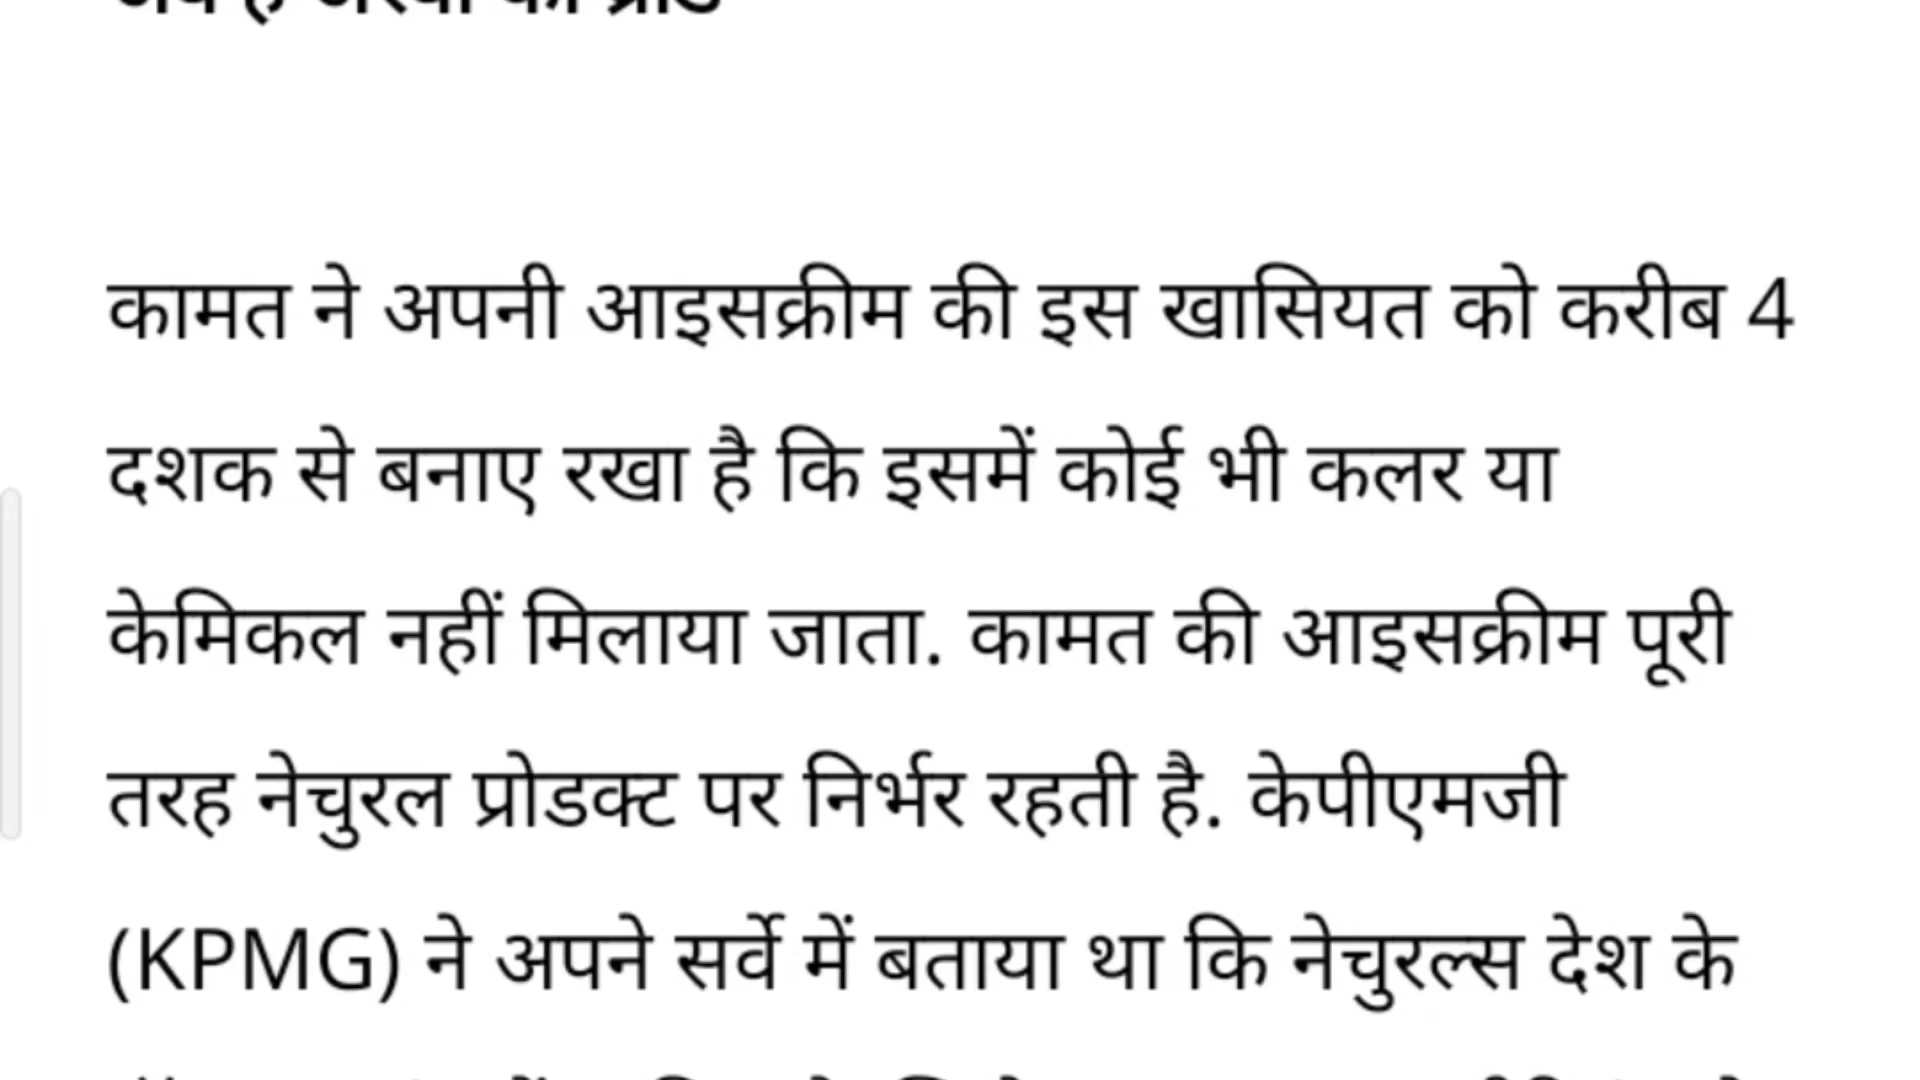 कामत ने अपनी आइसक्रीम की इस खासियत को करीब 4
दशक से बनाए रखा है कि इसमें कोई भी कलर या
केमिकल नहीं मिलाया जाता. कामत की आइसक्रीम पूरी
तरह नेचुरल प्रोडक्ट पर निर्भर रहती है. केपीएमजी
(KPMG) ने अपने सर्वे में बताया था कि नेचुरल्स देश के